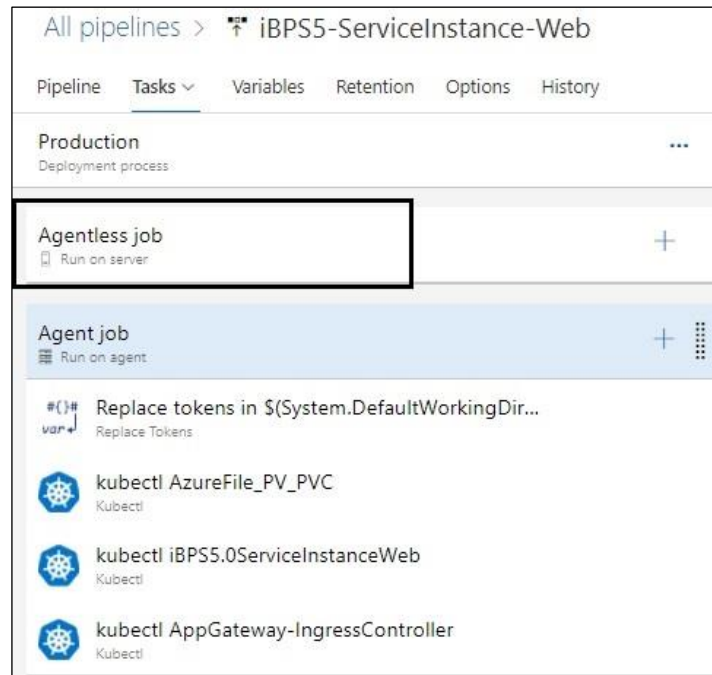 All pipelines > iBPS5-ServiceInstance-Web
Pipeline Tasks Variables Retention Options History
Production
Deployment process
Agentless job
Run on server
Agent job
Run on agent
#{}#
var
Replace tokens in $(System.DefaultWorkingDir...
Replace Tokens
kubectl AzureFile_PV_PVC
Kubectl
kubectl iBPS5.0ServiceInstanceWeb
Kubectl
kubectl AppGateway-IngressController
Kubectl